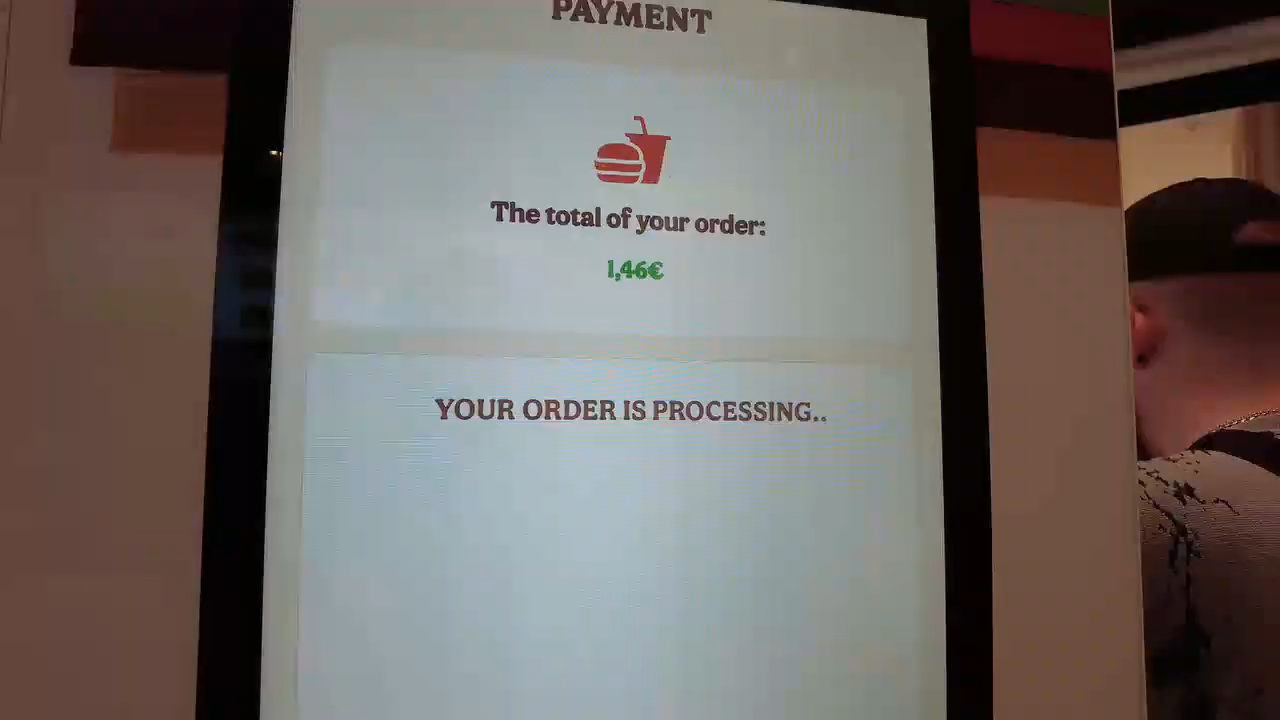 PAYMENT
The total of your order:
1,46€
YOUR ORDER IS PROCESSING..